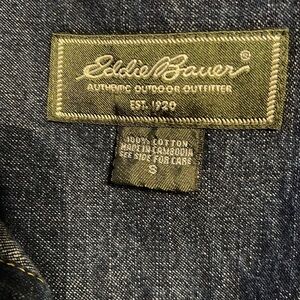 Eddie Bauer®
AUTHENTIC OUTDOOR OUTFITTER
EST. 1920
100% COTTON
MADE IN CAMBODIA
SEE SIDE FOR CARE
S